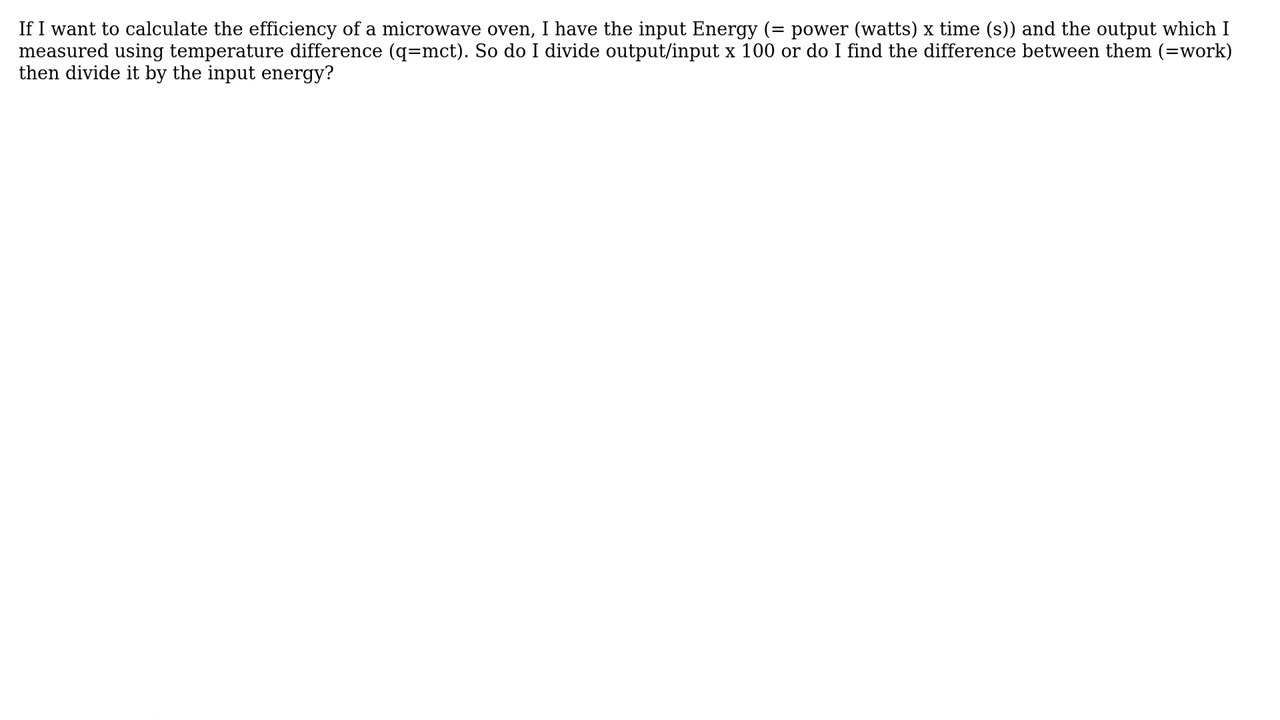 If I want to calculate the efficiency of a microwave oven, I have the input Energy (= power (watts) x time (s)) and the output which I
measured using temperature difference (q=mct). So do I divide output/input x 100 or do I find the difference between them (=work)
then divide it by the input energy?